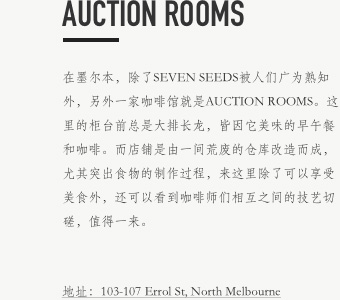 AUCTION ROOMS
在墨尔本，除了SEVEN SEEDS被人们广为熟知
外，另外一家咖啡馆就是AUCTION ROOMS。这
里的柜台前总是大排长龙，皆因它美味的早午餐
和咖啡。而店铺是由一间荒废的仓库改造而成，
尤其突出食物的制作过程，来这里除了可以享受
美食外，还可以看到咖啡师们相互之间的技艺切
磋，值得一来。
地址：103-107 Errol St, North Melbourne